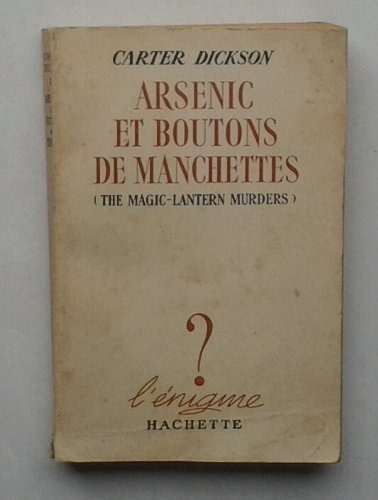 CARTER DICKSON
ARSENIC
ET BOUTONS
DE MANCHETTES
(THE MAGIC-LANTERN MURDERS)
?
l'énigme
HACHETTE